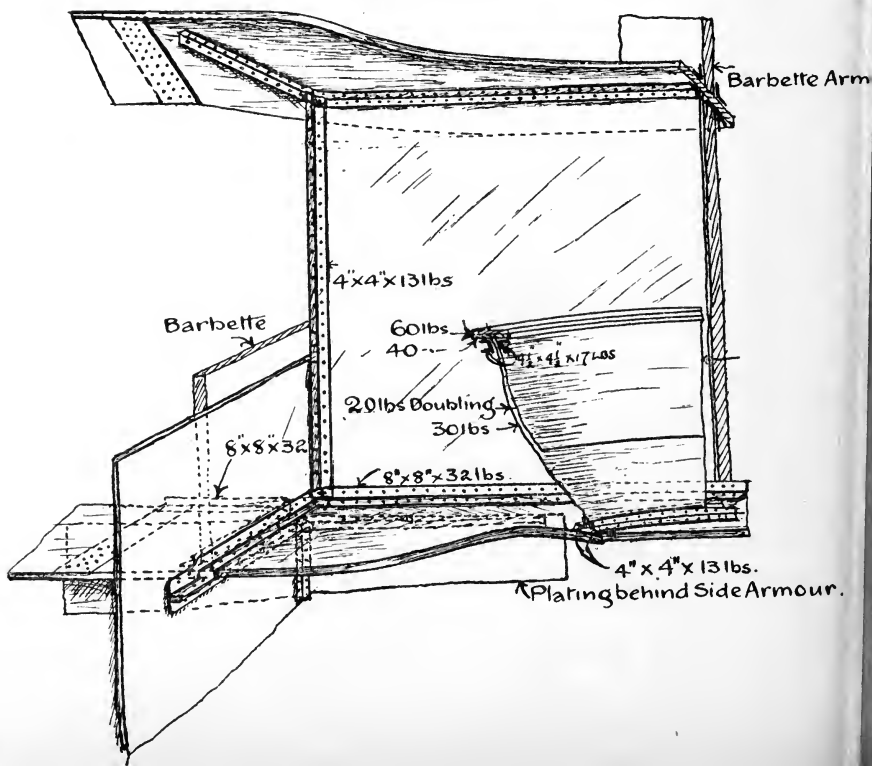 Barbette Arm
4"x4"x13lbs
Barbette
60lbs
40
4½"x4½"x17LBS
20lbs Doubling
30lbs
8"x8"x32
8"x8"x32lbs
4"x4"x13lbs.
Plating behind Side Armour.